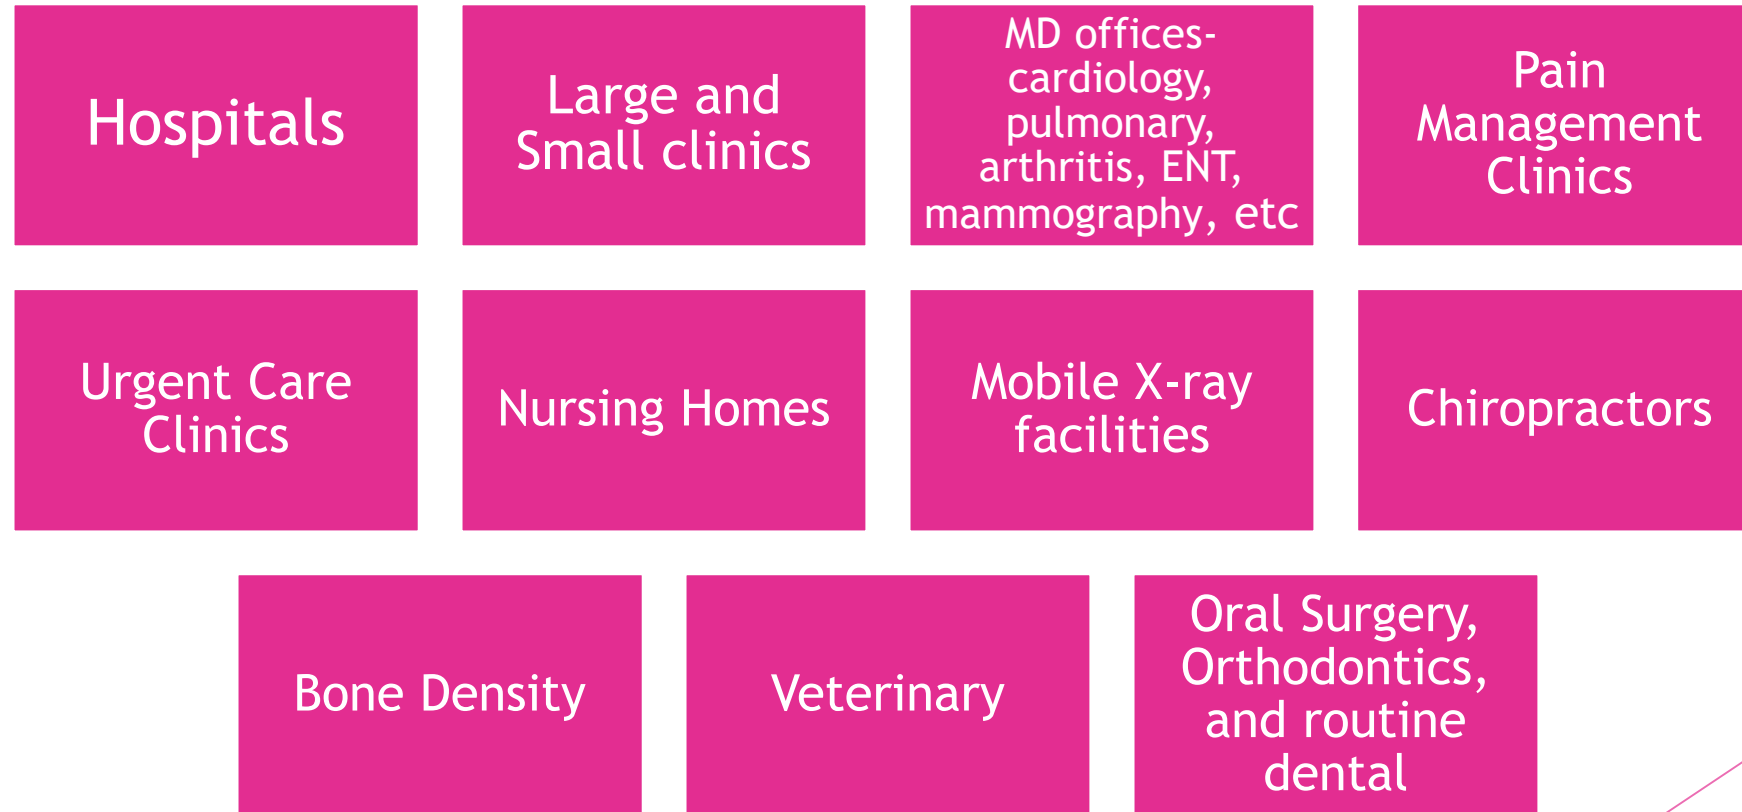 Hospitals
Large and
Small clinics
MD offices-
cardiology,
pulmonary,
arthritis, ENT,
mammography, etc
Pain
Management
Clinics
Urgent Care
Clinics
Nursing Homes
Mobile X-ray
facilities
Chiropractors
Bone Density
Veterinary
Oral Surgery,
Orthodontics,
and routine
dental